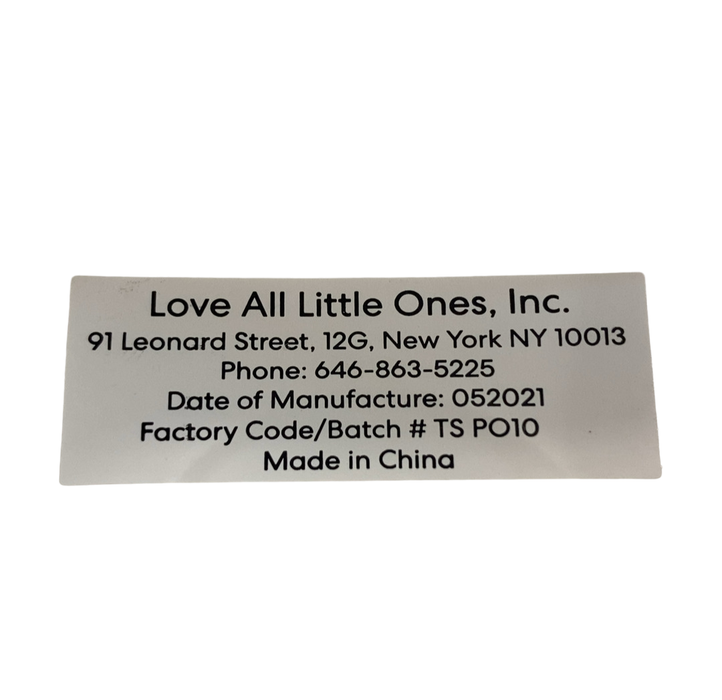 Love All Little Ones, Inc.
91 Leonard Street, 12G, New York NY 10013
Phone: 646-863-5225
Date of Manufacture: 052021
Factory Code/Batch # TS PO10
Made in China